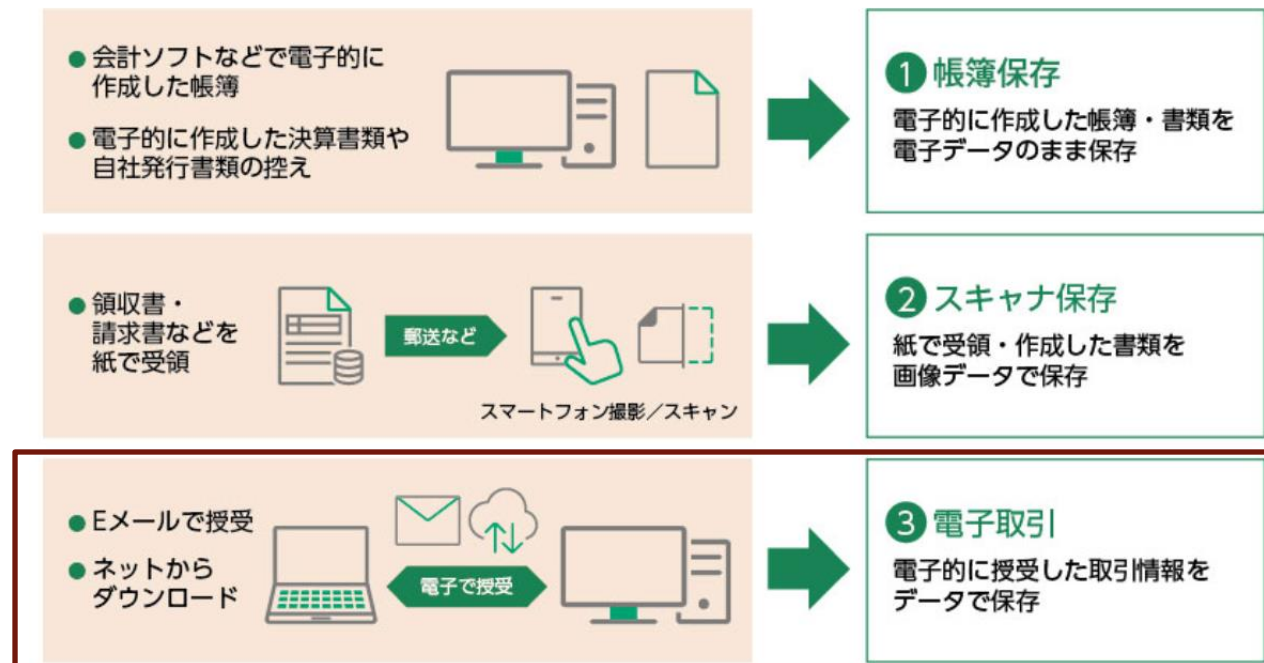 ● 会計ソフトなどで電子的に
作成した帳簿
● 電子的に作成した決算書類や
自社発行書類の控え
❶ 帳簿保存
電子的に作成した帳簿・書類を
電子データのまま保存
● 領収書・
請求書などを
紙で受領
郵送など
スマートフォン撮影／スキャン
❷ スキャナ保存
紙で受領・作成した書類を
画像データで保存
● Eメールで授受
● ネットから
ダウンロード
電子で授受
❸ 電子取引
電子的に授受した取引情報を
データで保存